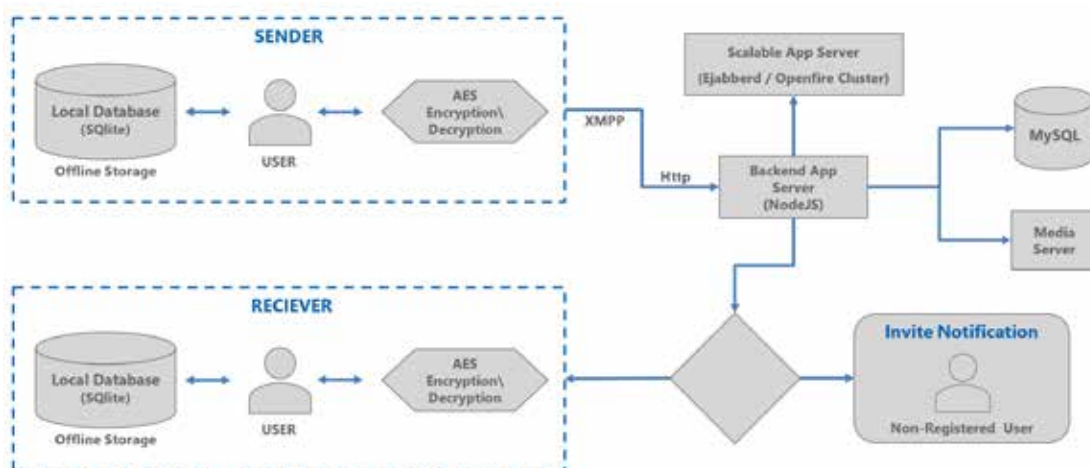 SENDER
Local Database
(SQlite)
Offline Storage
USER
AES
Encryption\
Decryption
XMPP
Http
Scalable App Server
(Ejabberd / Openfire Cluster)
Backend App
Server
(NodeJS)
MySQL
Media
Server
RECIEVER
Local Database
(SQlite)
Offline Storage
USER
AES
Encryption\
Decryption
Invite Notification
Non-Registered User